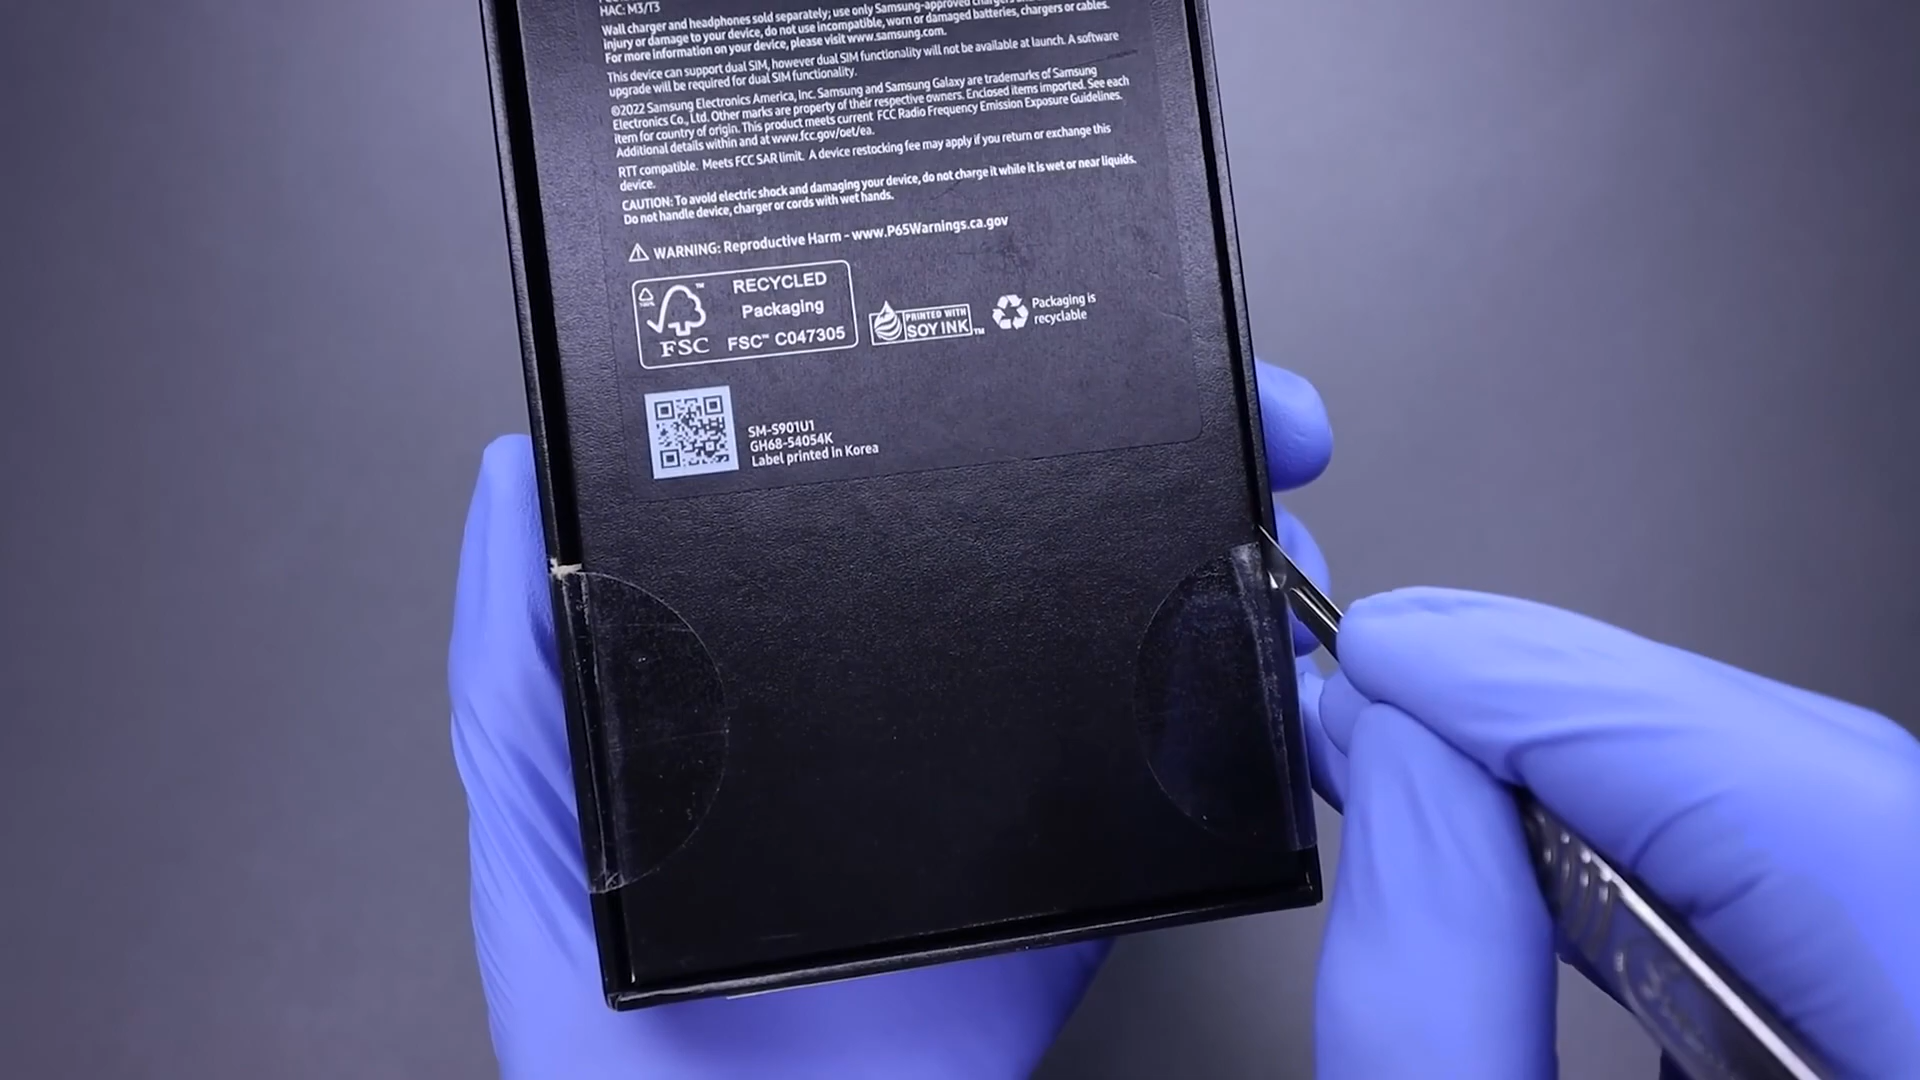 HAC: M3/T3
Wall charger and headphones sold separately; use only Samsung-approved
injury or damage to your device, do not use incompatible, worn or damaged batteries, chargers or cables.
For more information on your device, please visit www.samsung.com.
This device can support dual SIM, however dual SIM functionality will not be available at launch. A software
upgrade will be required for dual SIM functionality.
©2022 Samsung Electronics America, Inc. Samsung and Samsung Galaxy are trademarks of Samsung
Electronics Co., Ltd. Other marks are property of their respective owners. Enclosed items imported. See each
item for country of origin. This product meets current FCC Radio Frequency Emission Exposure Guidelines.
Additional details within and at www.fcc.gov/oet/ea.
RTT compatible. Meets FCC SAR limit. A device restocking fee may apply if you return or exchange this
device.
CAUTION: To avoid electric shock and damaging your device, do not charge it while it is wet or near liquids.
Do not handle device, charger or cords with wet hands.
WARNING: Reproductive Harm - www.P65Warnings.ca.gov
RECYCLED
Packaging
FSC™ C047305
FSC
PRINTED WITH
SOY INK™
Packaging is
recyclable
SM-S901U1
GH68-54054K
Label printed in Korea